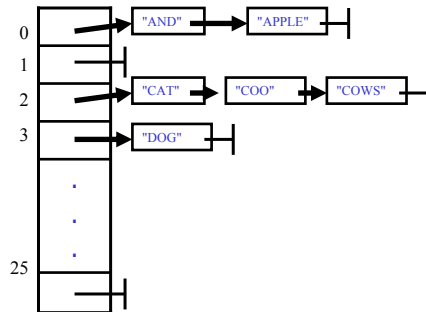 0 "AND" "APPLE"
1
2 "CAT" "COO" "COWS"
3 "DOG"
.
.
.
25